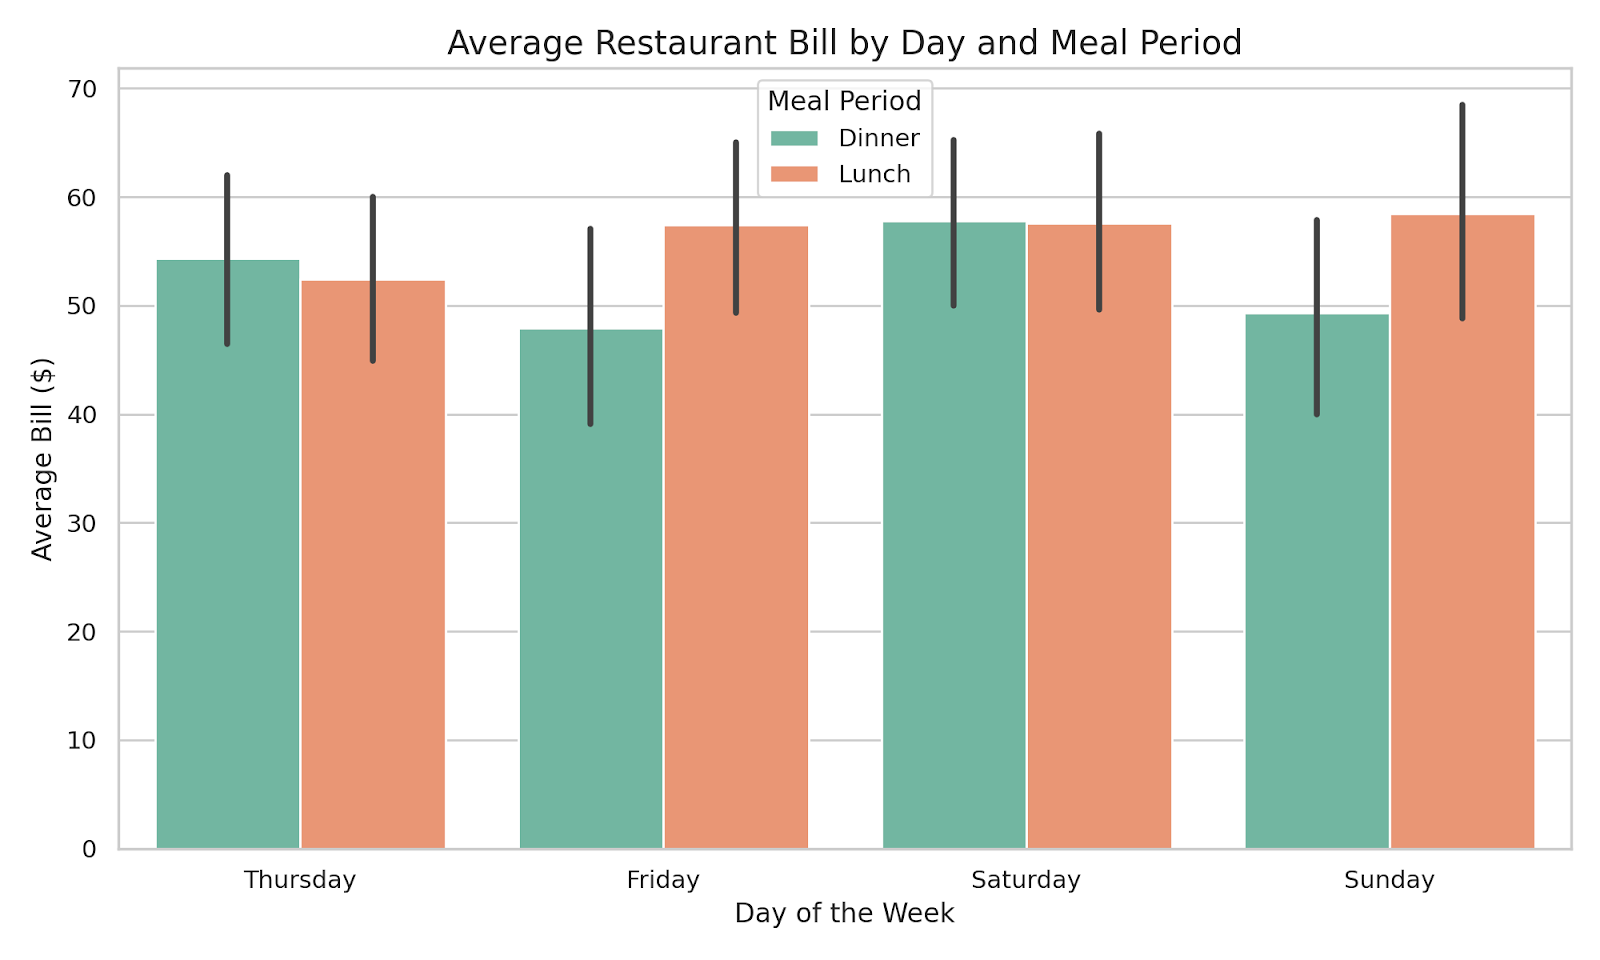 Average Restaurant Bill by Day and Meal Period
Meal Period
Dinner
Lunch
Average Bill ($)
70
60
50
40
30
20
10
0
Thursday
Friday
Saturday
Sunday
Day of the Week